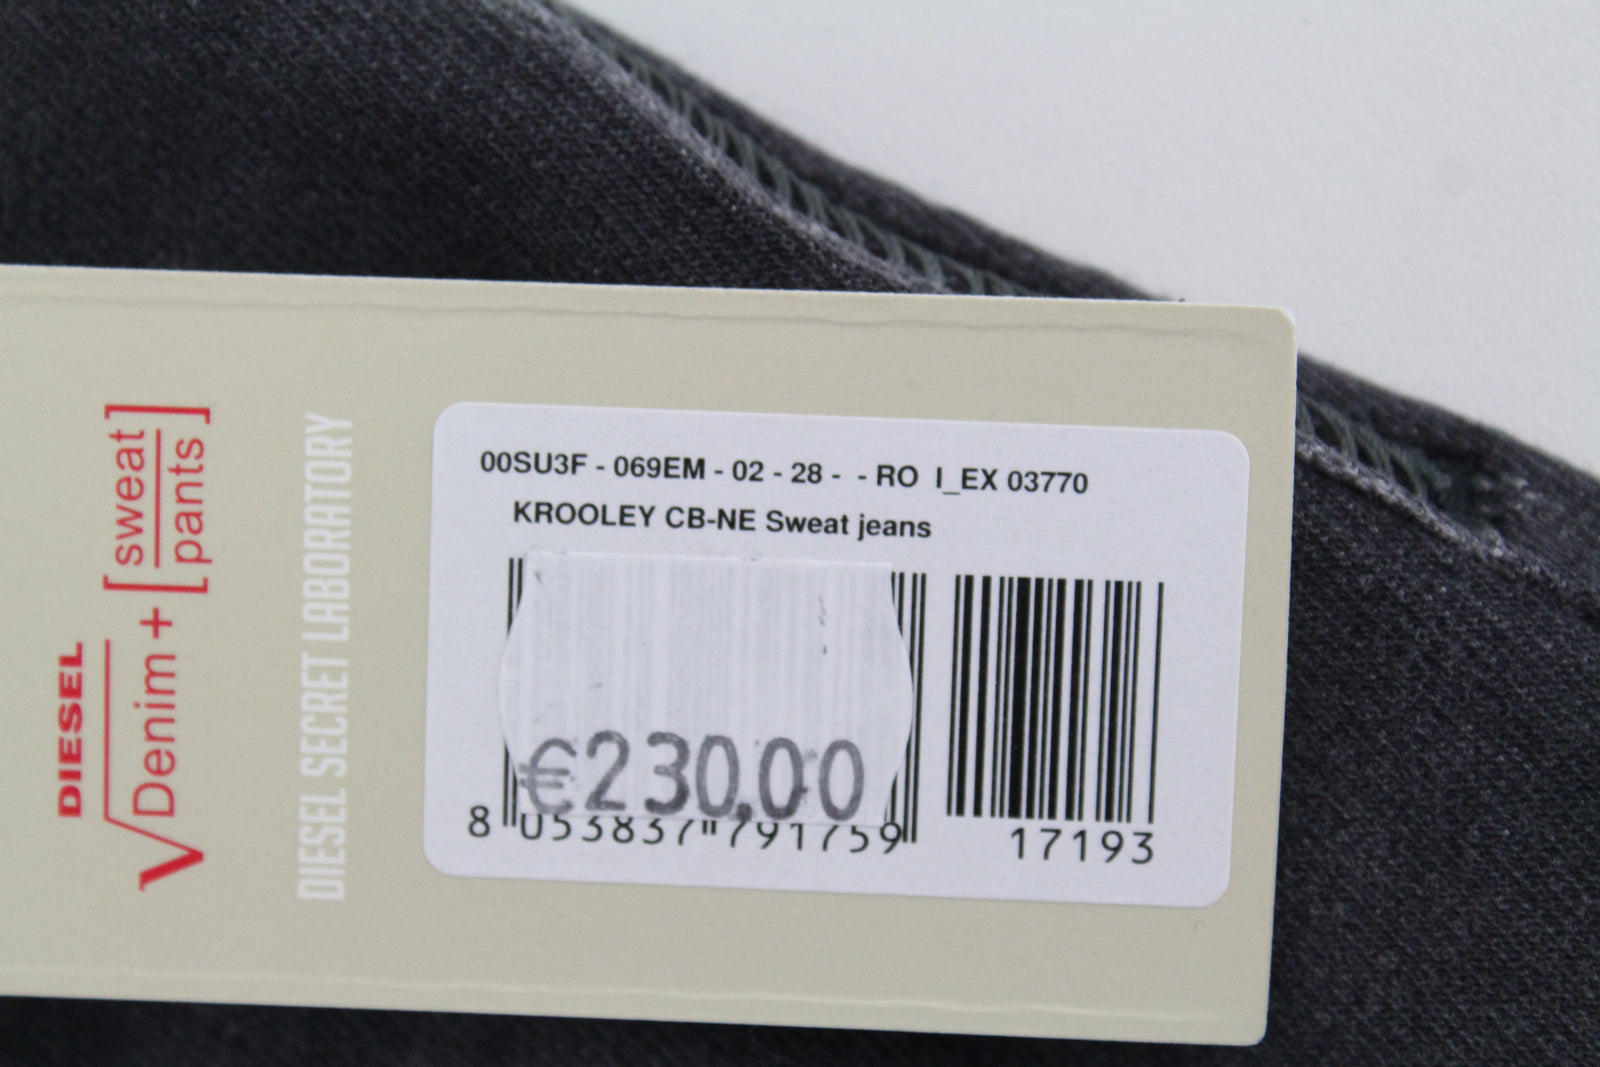 DIESEL
√Denim + [sweat
pants]
DIESEL SECRET LABORATORY
00SU3F - 069EM - 02 - 28 - - RO I_EX 03770
KROOLEY CB-NE Sweat jeans
€230,00
8 053837 791759
17193